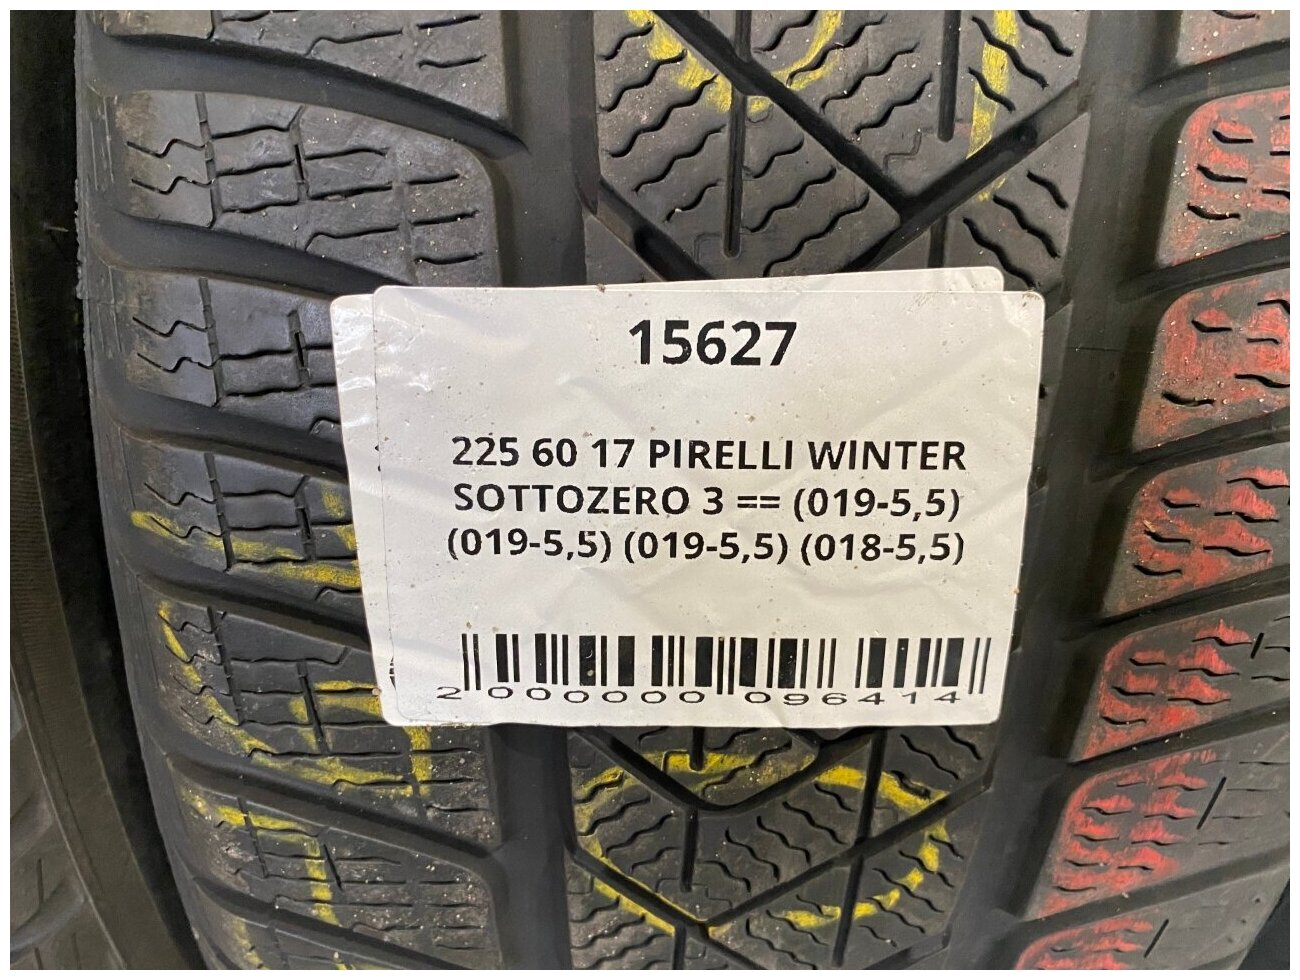 15627
225 60 17 PIRELLI WINTER
SOTTOZERO 3 == (019-5,5)
(019-5,5) (019-5,5) (018-5,5)
2 000000 096414